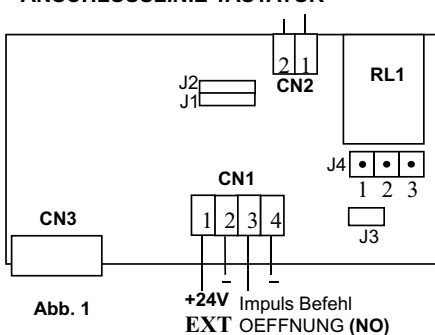 ANSCHLUSSLINIE TASTATUR
2 1
CN2
RL1
J2
J1
J4
1 2 3
J3
CN1
1 2 3 4
CN3
– –
+24V Impuls Befehl
EXT OEFFNUNG (NO)
Abb. 1